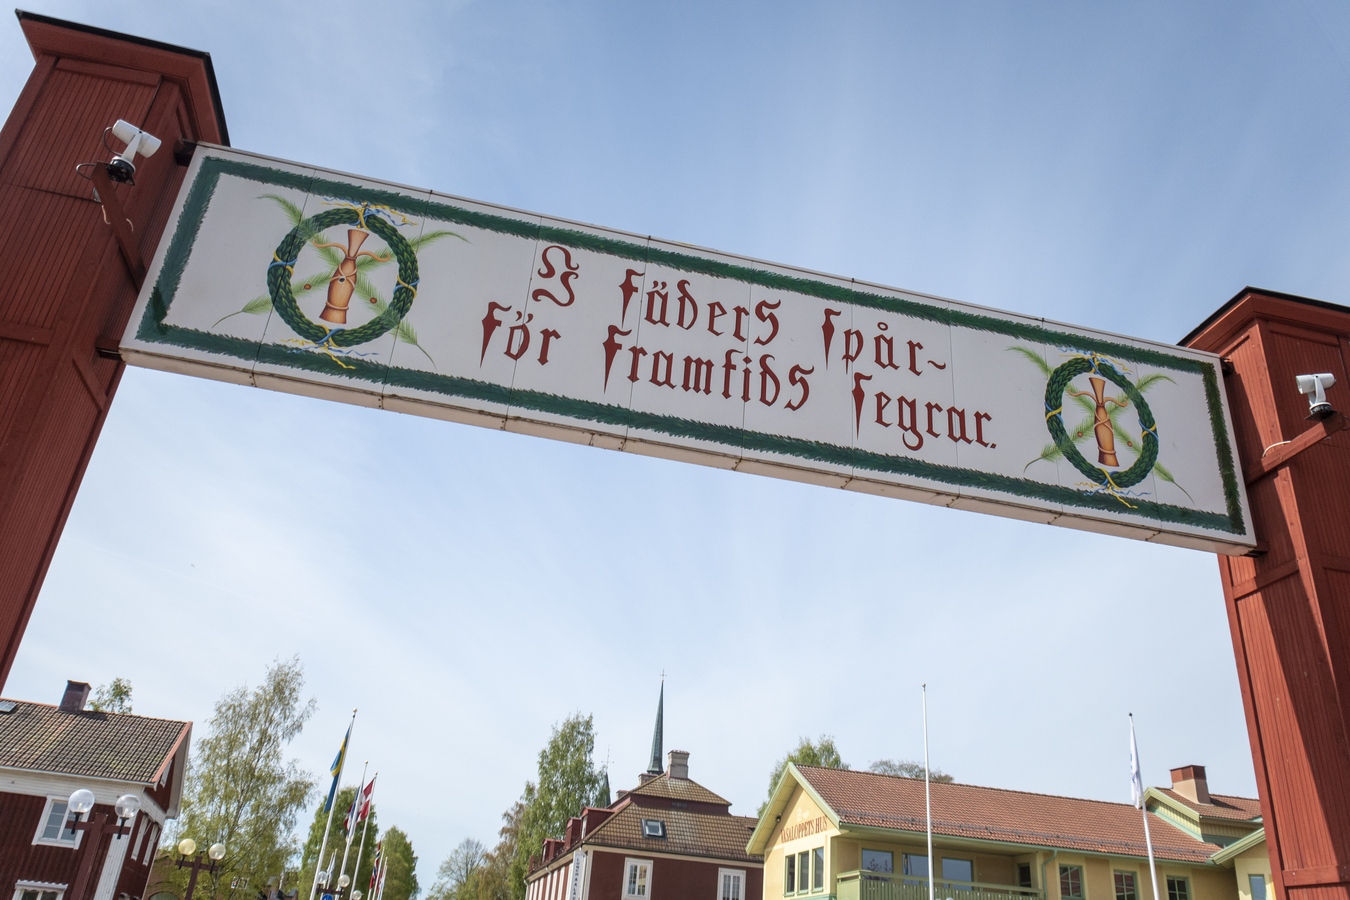 I fäders spår-
för framtids segrar.
VASALOPPETS HUS